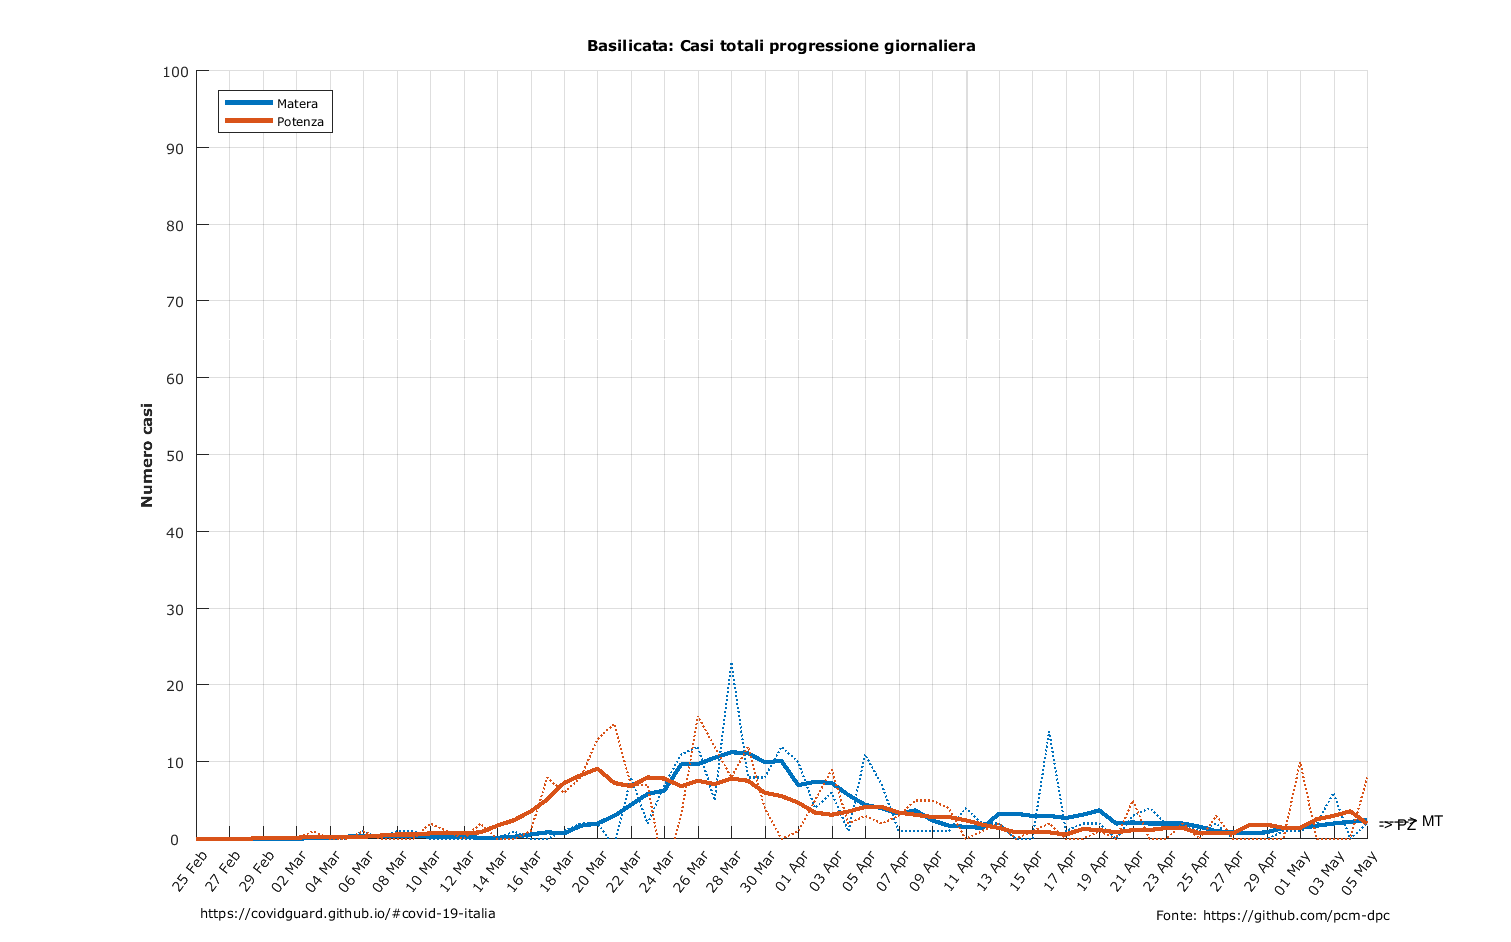 Basilicata: Casi totali progressione giornaliera
Matera
Potenza
Numero casi
100
90
80
70
60
50
40
30
20
10
0
25 Feb
27 Feb
29 Feb
02 Mar
04 Mar
06 Mar
08 Mar
10 Mar
12 Mar
14 Mar
16 Mar
18 Mar
20 Mar
22 Mar
24 Mar
26 Mar
28 Mar
30 Mar
01 Apr
03 Apr
05 Apr
07 Apr
09 Apr
11 Apr
13 Apr
15 Apr
17 Apr
19 Apr
21 Apr
23 Apr
25 Apr
27 Apr
29 Apr
01 May
03 May
05 May
--> MT
-> PZ
https://covidguard.github.io/#covid-19-italia
Fonte: https://github.com/pcm-dpc